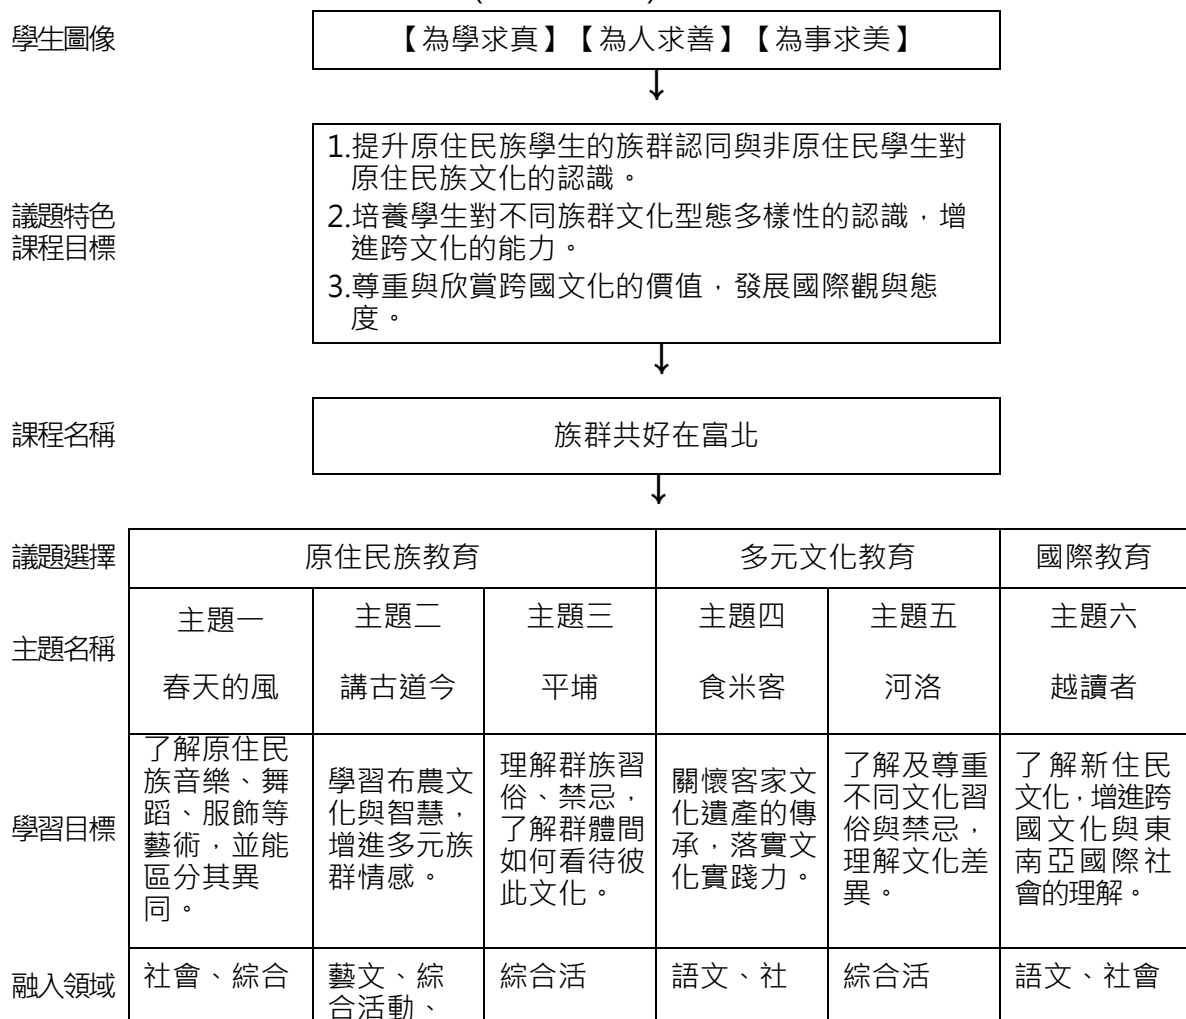 學生圖像
【為學求真】【為人求善】【為事求美】
↓
議題特色
課程目標
1.提升原住民族學生的族群認同與非原住民學生對
原住民族文化的認識。
2.培養學生對不同族群文化型態多樣性的認識，增
進跨文化的能力。
3.尊重與欣賞跨國文化的價值，發展國際觀與態
度。
↓
課程名稱
族群共好在富北
↓
議題選擇
原住民族教育
多元文化教育
國際教育
主題名稱
主題一
春天的風
主題二
講古道今
主題三
平埔
主題四
食米客
主題五
河洛
主題六
越讀者
學習目標
了解原住民
族音樂、舞
蹈、服飾等
藝術，並能
區分其異
同。
學習布農文
化與智慧，
增進多元族
群情感。
理解群族習
俗、禁忌，
了解群體間
如何看待彼
此文化。
關懷客家文
化遺產的傳
承，落實文
化實踐力。
了解及尊重
不同文化習
俗與禁忌，
理解文化差
異。
了解新住民
文化，增進跨
國文化與東
南亞國際社
會的理解。
融入領域
社會、綜合
藝文、綜
合活動、
綜合活
語文、社
綜合活
語文、社會